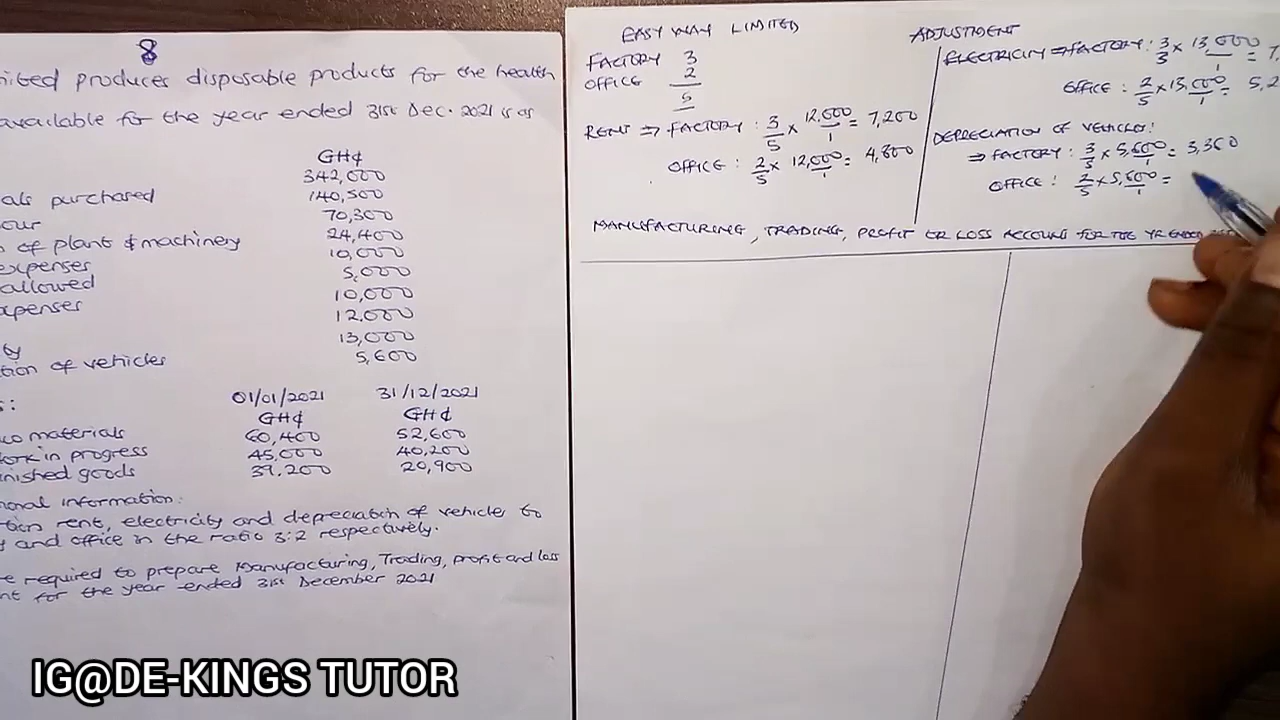 8
ited produces disposable products for the health
available for the year ended 31st Dec. 2021 is as
GH¢
342,000
als purchased 140,500
our 70,300
of plant & machinery 24,400
expenses 10,000
allowed 5,000
xpenses 10,000
12,000
ty 13,000
tion of vehicles 5,600
s: 01/01/2021 31/12/2021
GH¢ GH¢
materials 60,400 52,600
work in progress 45,000 40,200
inished goods 39,200 20,900
ional information:
tion rent, electricity and depreciation of vehicle to
y and office in the ratio 3:2 respectively.
e required to prepare Manufacturing, Trading, profit and loss
nt for the year ended 31st December 2021
EASY WAY LIMITED
FACTORY 3
OFFICE 2
5
RENT ⇒ FACTORY : 3/5 × 12,000/1 = 7,200
OFFICE : 2/5 × 12,000/1 = 4,800
ADJUSTMENT
ELECTRICITY ⇒ FACTORY : 3/5 × 13,000/1 = 7,
OFFICE : 2/5 × 13,000/1 = 5,2
DEPRECIATION OF VEHICLES:
⇒ FACTORY : 3/5 × 5,600/1 = 3,360
OFFICE : 2/5 × 5,600/1 =
MANUFACTURING, TRADING, PROFIT OR LOSS ACCOUNT FOR THE YR ENDED
IG@DE-KINGS TUTOR